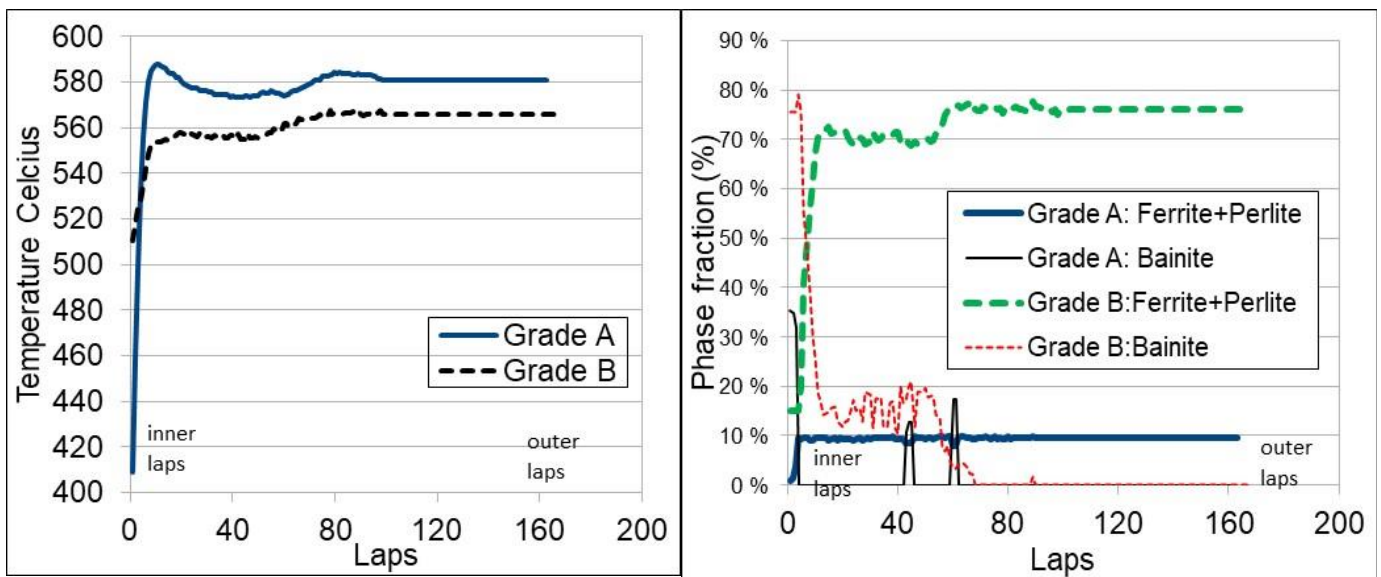 600
580
560
540
520
500
480
460
440
420
400
Temperature Celcius
Grade A
Grade B
inner
laps
outer
laps
0 40 80 120 160 200
Laps
90 %
80 %
70 %
60 %
50 %
40 %
30 %
20 %
10 %
0 %
Phase fraction (%)
Grade A: Ferrite+Perlite
Grade A: Bainite
Grade B:Ferrite+Perlite
Grade B:Bainite
inner
laps
outer
laps
0 40 80 120 160 200
Laps